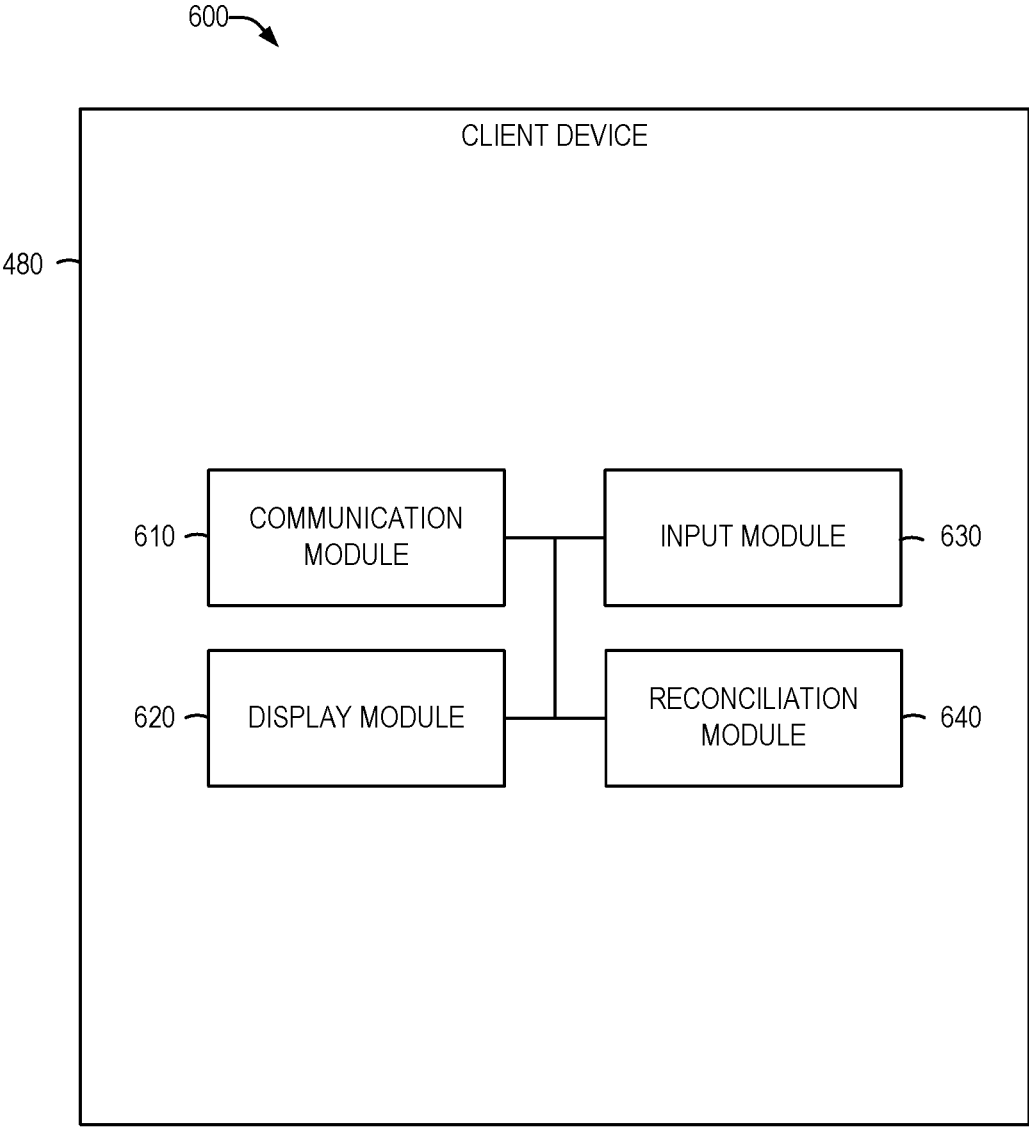 600
CLIENT DEVICE
480
COMMUNICATION
MODULE
610
INPUT MODULE
630
DISPLAY MODULE
620
RECONCILIATION
MODULE
640